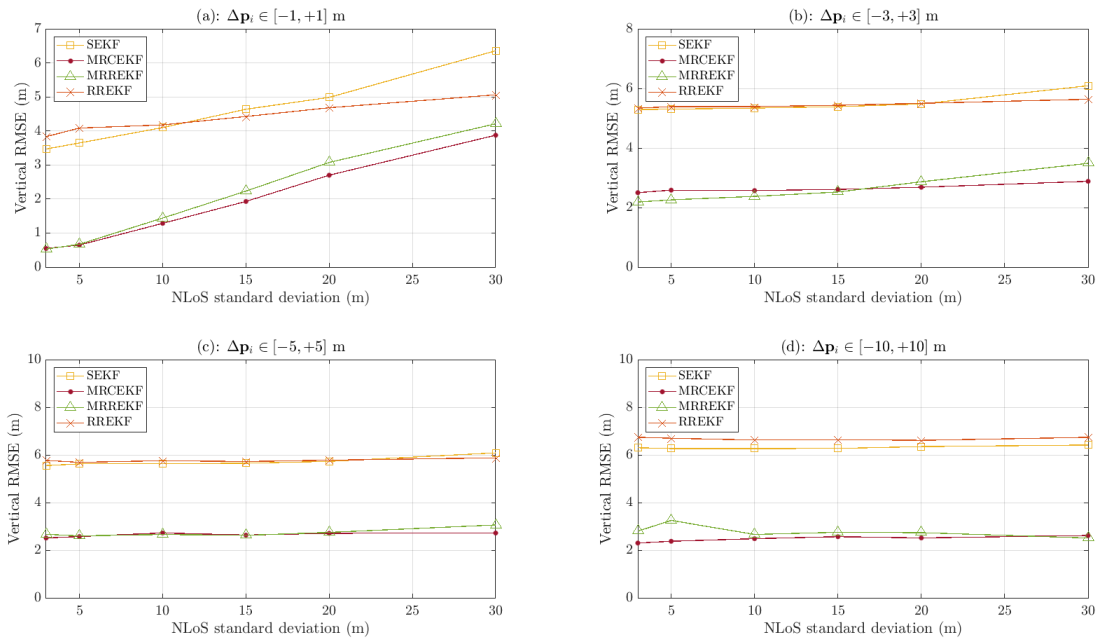 (a): Δp_i ∈ [−1, +1] m
7
6
5
4
3
2
1
0
Vertical RMSE (m)
SEKF
MRCEKF
MRREKF
RREKF
5 10 15 20 25 30
NLoS standard deviation (m)
(b): Δp_i ∈ [−3, +3] m
8
6
4
2
0
Vertical RMSE (m)
SEKF
MRCEKF
MRREKF
RREKF
5 10 15 20 25 30
NLoS standard deviation (m)
(c): Δp_i ∈ [−5, +5] m
10
8
6
4
2
0
Vertical RMSE (m)
SEKF
MRCEKF
MRREKF
RREKF
5 10 15 20 25 30
NLoS standard deviation (m)
(d): Δp_i ∈ [−10, +10] m
10
8
6
4
2
0
Vertical RMSE (m)
SEKF
MRCEKF
MRREKF
RREKF
5 10 15 20 25 30
NLoS standard deviation (m)